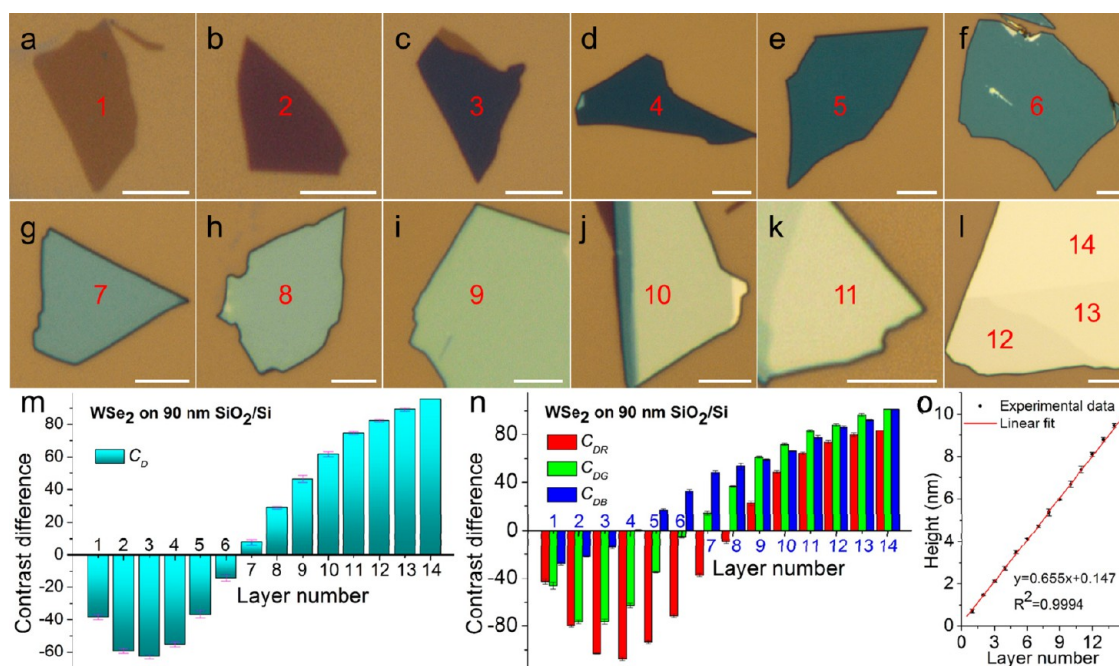 a b c d e f
1 2 3 4 5 6
g h i j k l
7 8 9 10 11 14
13
12
m WSe2 on 90 nm SiO2/Si
CD
80
40
20
0
-20
-40
-60
1 2 3 4 5 6
7 8 9 10 11 12 13 14
Contrast difference
Layer number
n WSe2 on 90 nm SiO2/Si
CDR
CDG
CDB
80
40
0
-40
-80
1 2 3 4 5 6
7 8 9 10 11 12 13 14
Contrast difference
Layer number
o
Experimental data
Linear fit
10
8
6
4
2
0
Height (nm)
y=0.655x+0.147
R2=0.9994
0 3 6 9 12 15
Layer number